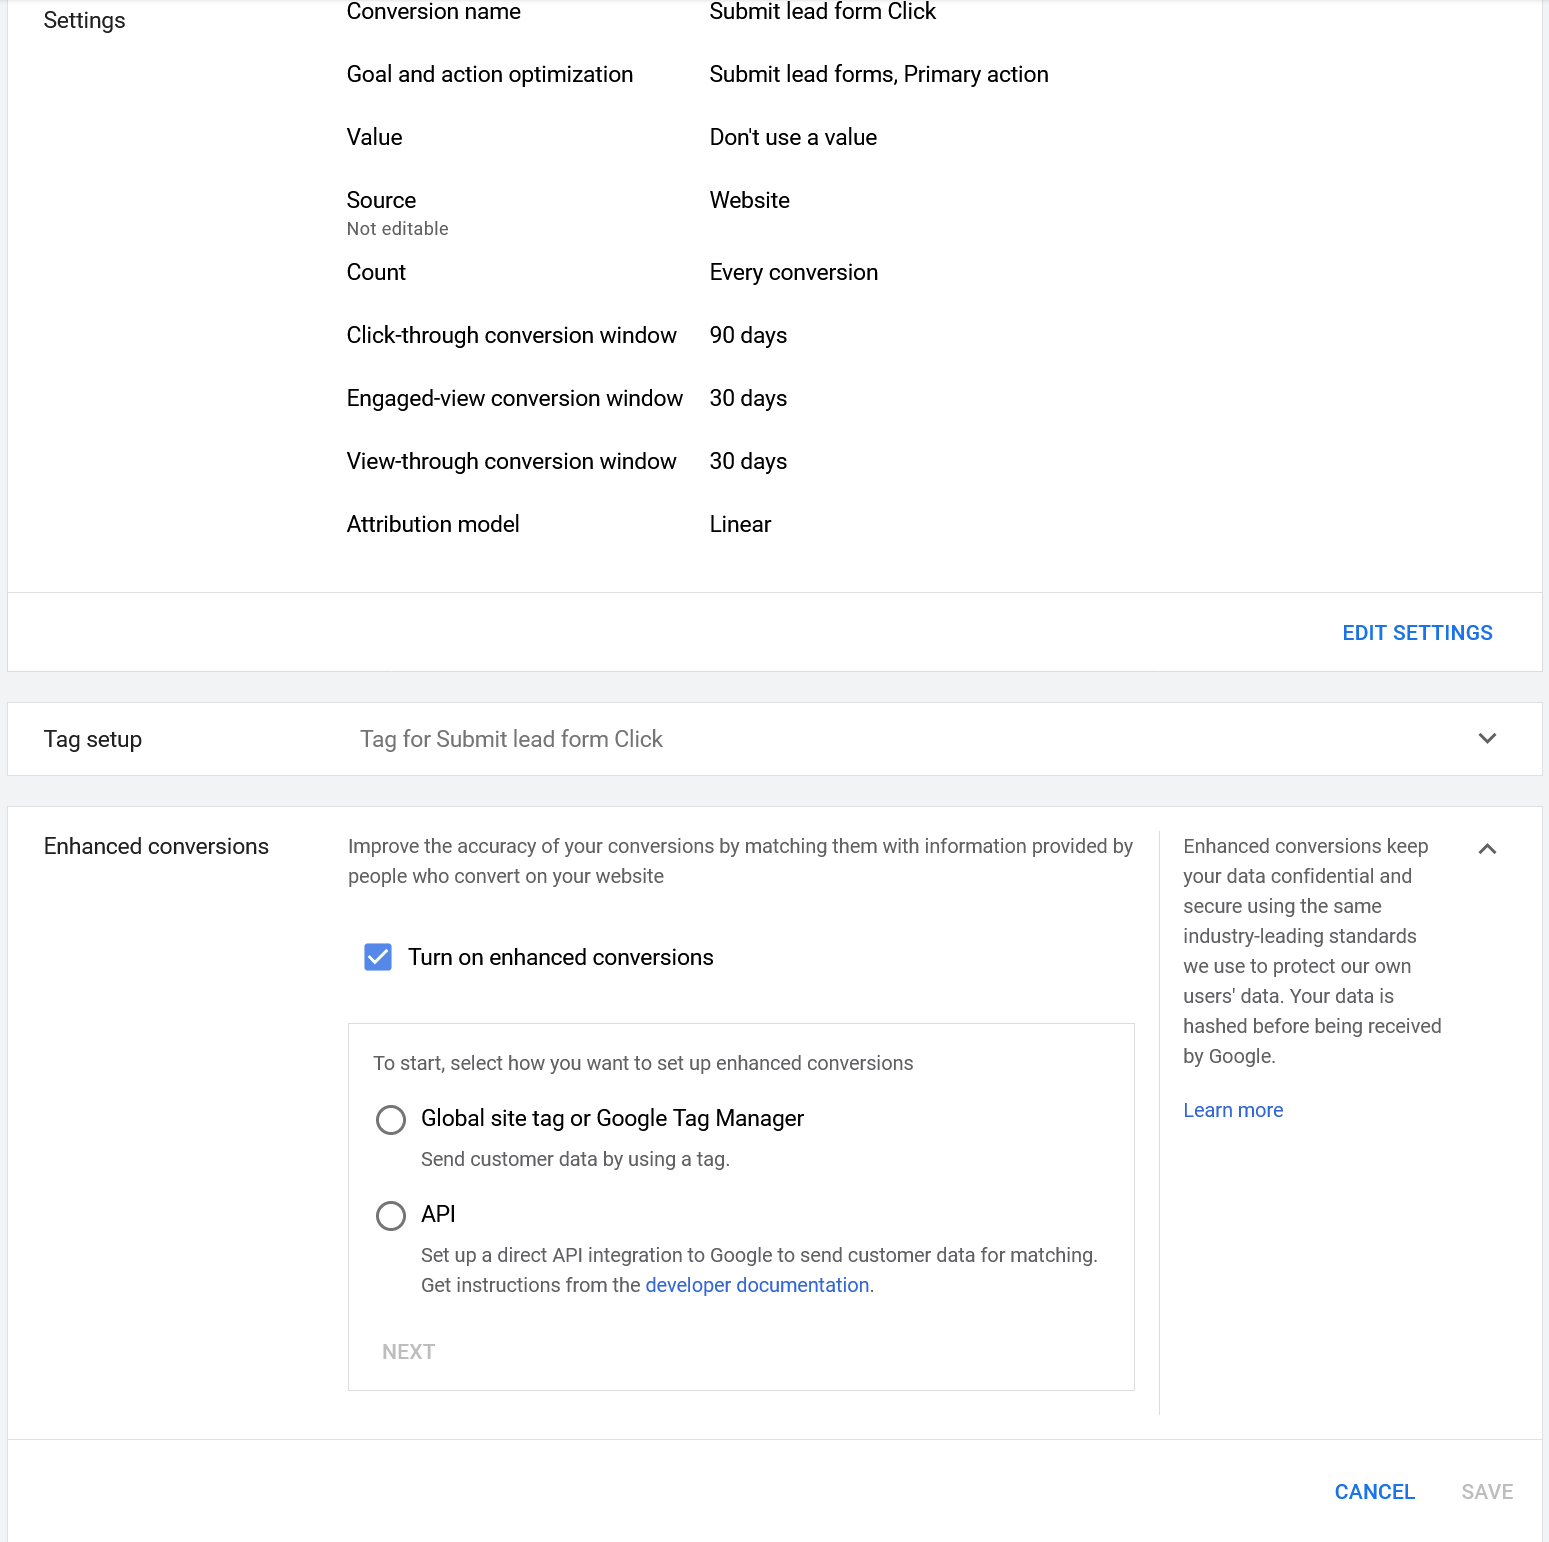 Settings
Conversion name Submit lead form Click
Goal and action optimization Submit lead forms, Primary action
Value Don't use a value
Source Website
Not editable
Count Every conversion
Click-through conversion window 90 days
Engaged-view conversion window 30 days
View-through conversion window 30 days
Attribution model Linear
EDIT SETTINGS
Tag setup Tag for Submit lead form Click
Enhanced conversions
Improve the accuracy of your conversions by matching them with information provided by
people who convert on your website
Turn on enhanced conversions
To start, select how you want to set up enhanced conversions
Global site tag or Google Tag Manager
Send customer data by using a tag.
API
Set up a direct API integration to Google to send customer data for matching.
Get instructions from the developer documentation.
NEXT
Enhanced conversions keep
your data confidential and
secure using the same
industry-leading standards
we use to protect our own
users' data. Your data is
hashed before being received
by Google.
Learn more
CANCEL SAVE